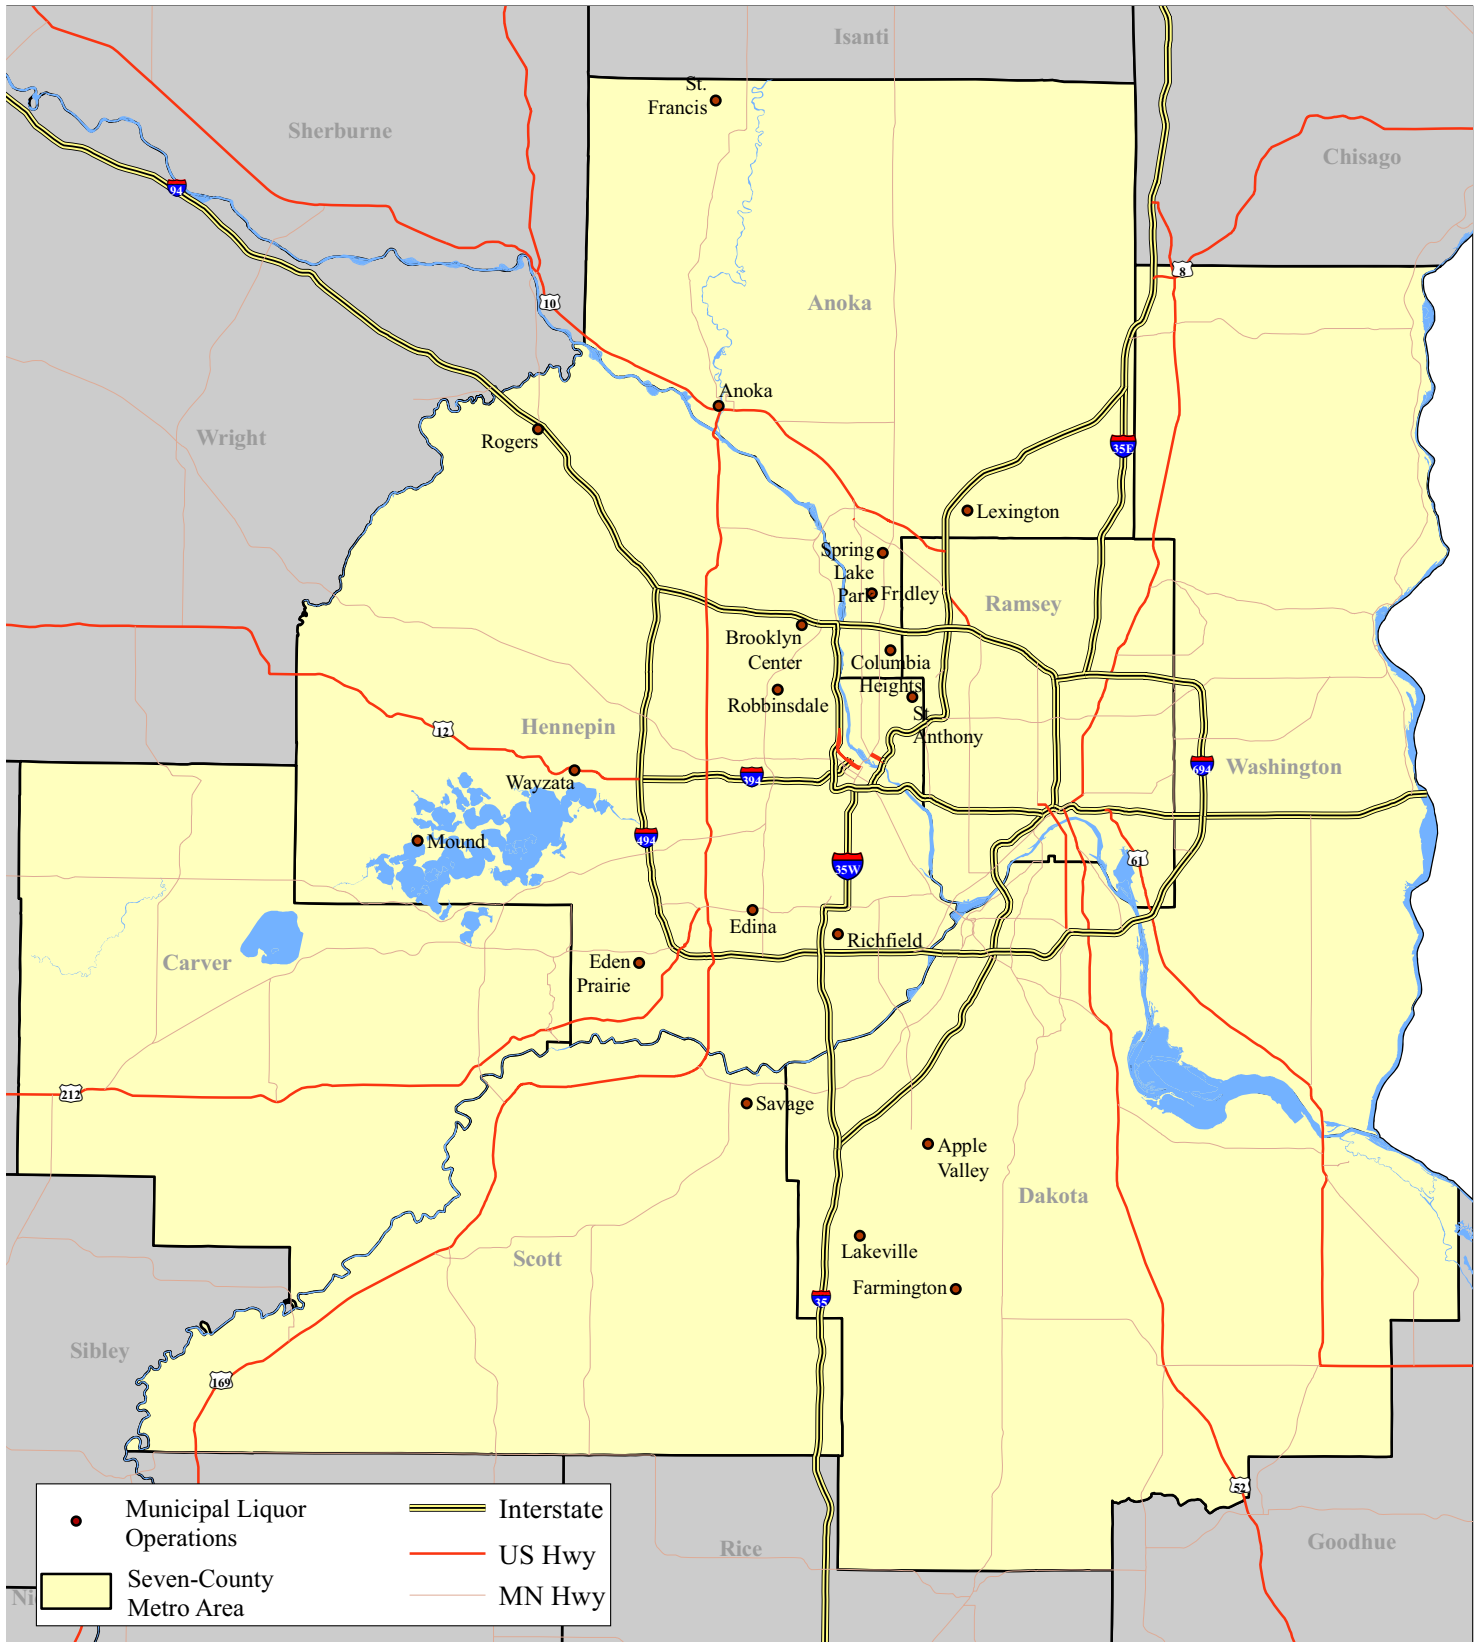 Isanti
St.
Francis
Sherburne
Chisago
94
8
10
Anoka
Anoka
Wright
Rogers
35E
Lexington
Spring
Lake
Park
Fridley
Ramsey
Brooklyn
Center
Columbia
Heights
Robbinsdale
St.
Anthony
Hennepin
12
Wayzata
394
694
Washington
Mound
494
35W
61
Edina
Richfield
Carver
Eden
Prairie
212
Savage
Apple
Valley
Dakota
Scott
Lakeville
Farmington
35
Sibley
169
52
Rice
Goodhue
Municipal Liquor
Operations
Seven-County
Metro Area
Interstate
US Hwy
MN Hwy